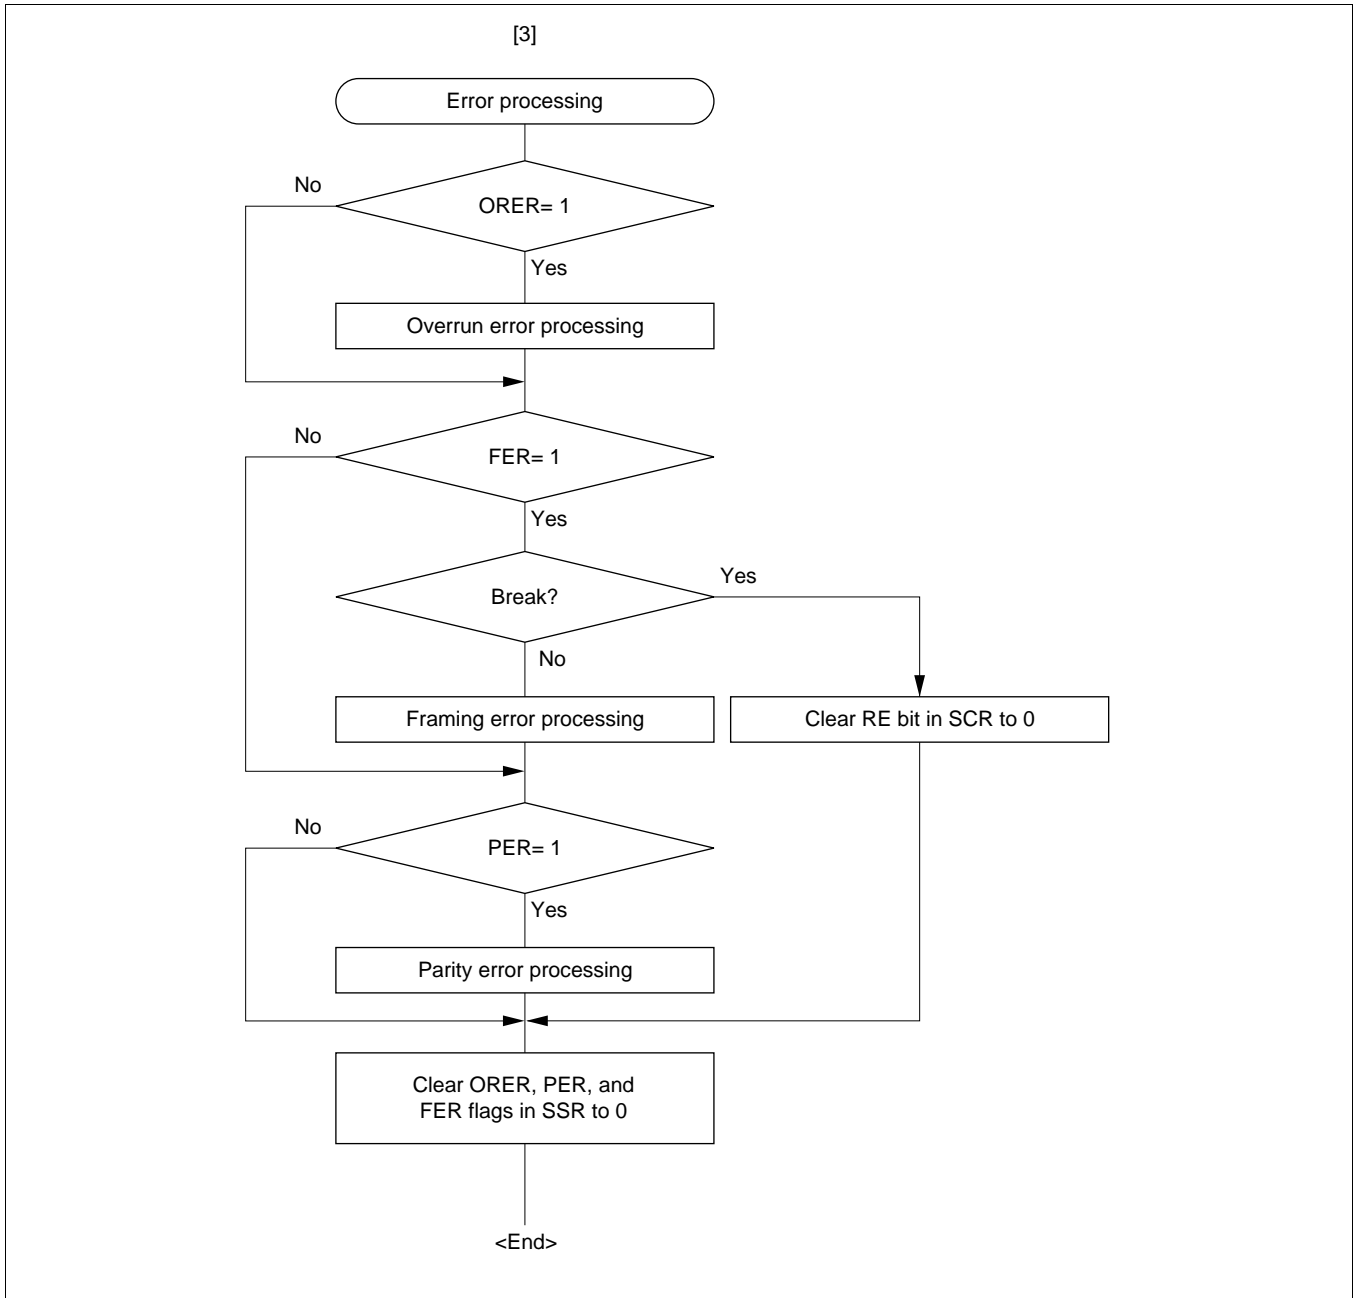 [3]
Error processing
No
ORER= 1
Yes
Overrun error processing
No
FER= 1
Yes
Break?
Yes
No
Framing error processing
Clear RE bit in SCR to 0
No
PER= 1
Yes
Parity error processing
Clear ORER, PER, and
FER flags in SSR to 0
<End>